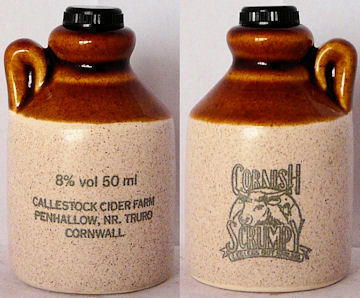 8% vol 50 ml
CALLESTOCK CIDER FARM
PENHALLOW, NR. TRURO
CORNWALL
CORNISH
SCRUMPY